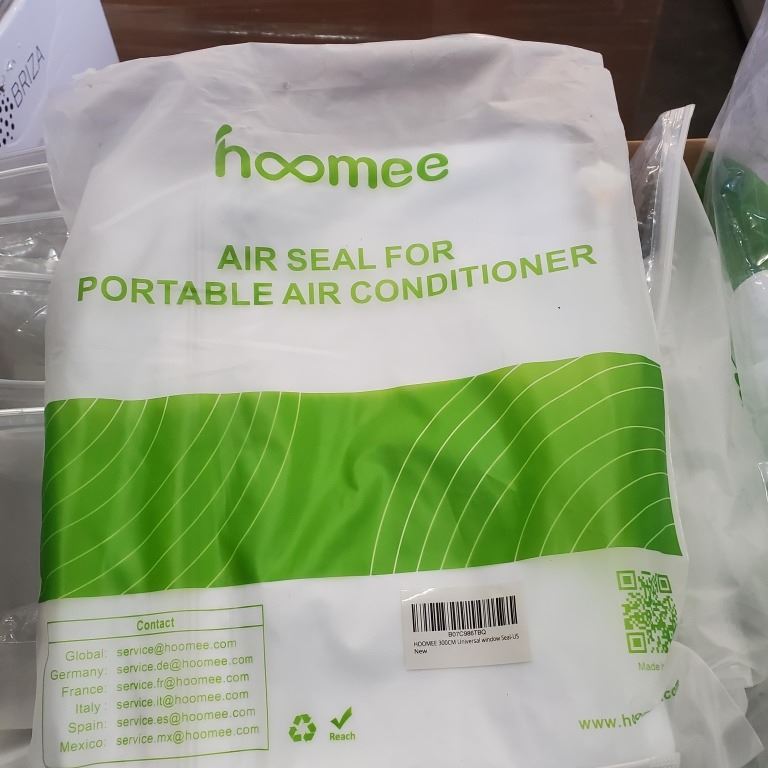 BRIZA
hoomee
AIR SEAL FOR
PORTABLE AIR CONDITIONER
Contact
Global: service@hoomee.com
Germany: service.de@hoomee.com
France: service.fr@hoomee.com
Italy : service.it@hoomee.com
Spain: service.es@hoomee.com
Mexico: service.mx@hoomee.com
Reach
B07C986TBQ
HOOMEE 300CM Universal window Seal-US
New
Made